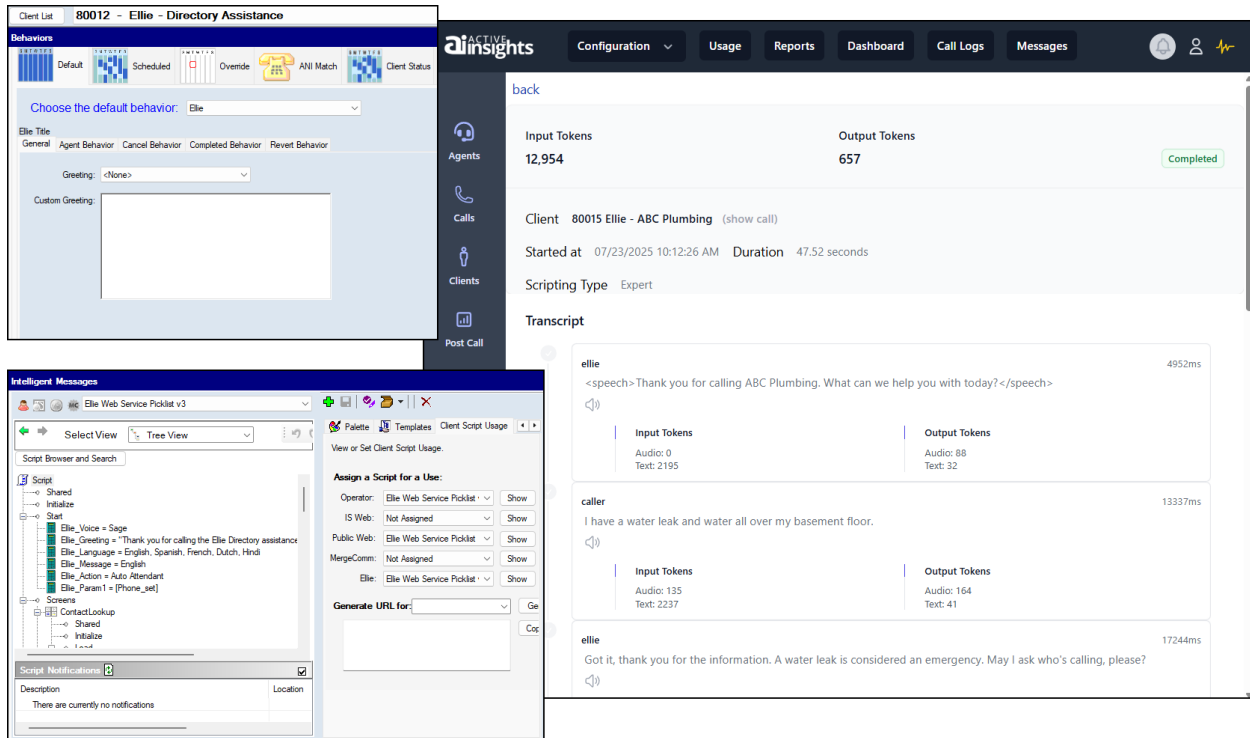 Client List
80012 - Ellie - Directory Assistance
Behaviors
Default
Scheduled
Override
ANI Match
Client Status
Choose the default behavior: Ellie
Ellie Title
General Agent Behavior Cancel Behavior Completed Behavior Revert Behavior
Greeting: <None>
Custom Greeting:
Intelligent Messages
Ellie Web Service Picklist v3
Select View Tree View
Script Browser and Search
Script
Shared
Initialize
Start
Ellie_Voice = Sage
Ellie_Greeting = "Thank you for calling the Ellie Directory assistance
Ellie_Language = English, Spanish, French, Dutch, Hindi
Ellie_Message = English
Ellie_Action = Auto Attendant
Ellie_Param1 = [Phone_set]
Screens
ContactLookup
Shared
Initialize
Load
Script Notifications
Description Location
There are currently no notifications
Palette Templates Client Script Usage
View or Set Client Script Usage.
Assign a Script for a Use:
Operator: Ellie Web Service Picklist Show
IS Web: Not Assigned Show
Public Web: Ellie Web Service Picklist Show
MergeComm: Not Assigned Show
Ellie: Ellie Web Service Picklist Show
Generate URL for: Ge
Cop
ACTIVE
ainsights
Configuration Usage Reports Dashboard Call Logs Messages
Agents
Calls
Clients
Post Call
back
Input Tokens Output Tokens
12,954 657 Completed
Client 80015 Ellie - ABC Plumbing (show call)
Started at 07/23/2025 10:12:26 AM Duration 47.52 seconds
Scripting Type Expert
Transcript
ellie 4952ms
<speech>Thank you for calling ABC Plumbing. What can we help you with today?</speech>
Input Tokens Output Tokens
Audio: 0 Audio: 88
Text: 2195 Text: 32
caller 13337ms
I have a water leak and water all over my basement floor.
Input Tokens Output Tokens
Audio: 135 Audio: 164
Text: 2237 Text: 41
ellie 17244ms
Got it, thank you for the information. A water leak is considered an emergency. May I ask who's calling, please?